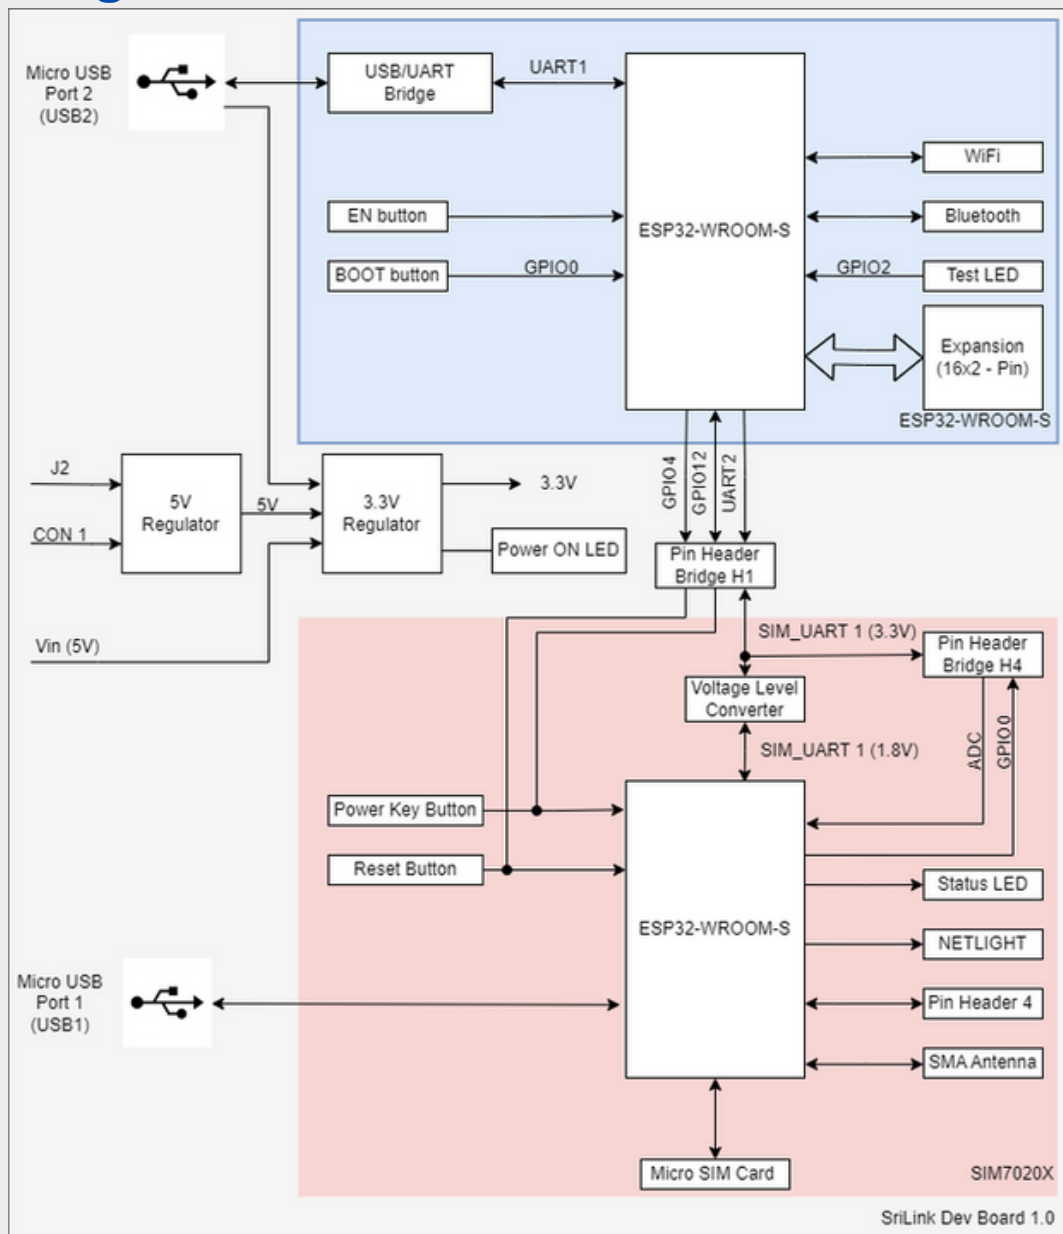 Micro USB
Port 2
(USB2)
USB/UART
Bridge
UART1
WiFi
EN button
ESP32-WROOM-S
Bluetooth
BOOT button
GPIO0
GPIO2
Test LED
Expansion
(16x2 - Pin)
ESP32-WROOM-S
J2
5V
Regulator
CON 1
5V
3.3V
Regulator
3.3V
Power ON LED
Vin (5V)
GPIO4
GPIO12
UART2
Pin Header
Bridge H1
SIM_UART 1 (3.3V)
Pin Header
Bridge H4
Voltage Level
Converter
SIM_UART 1 (1.8V)
ADC
GPIO0
Power Key Button
Reset Button
ESP32-WROOM-S
Status LED
NETLIGHT
Micro USB
Port 1
(USB1)
Pin Header 4
SMA Antenna
Micro SIM Card
SIM7020X
SriLink Dev Board 1.0